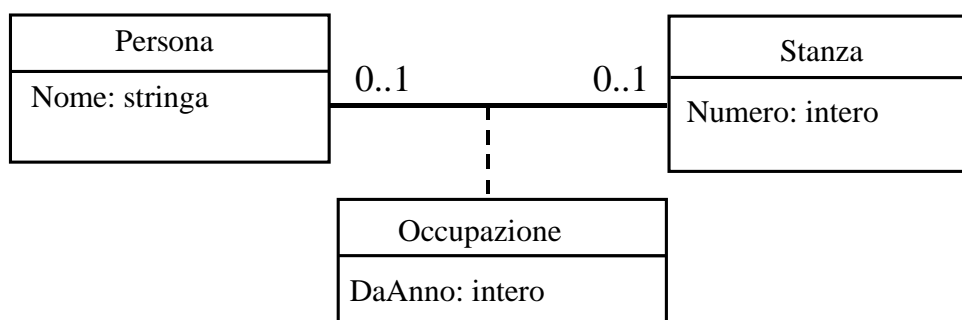 Persona
Nome: stringa
0..1
0..1
Stanza
Numero: intero
Occupazione
DaAnno: intero